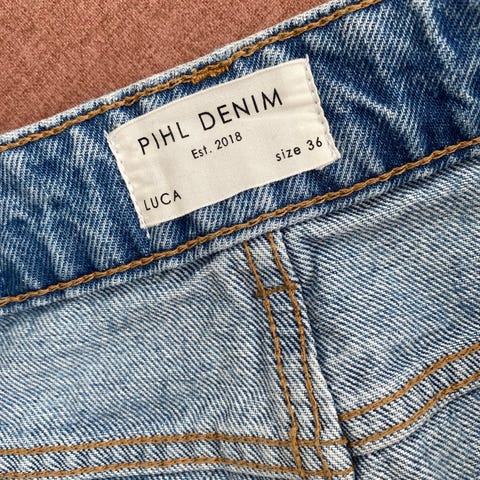 PIHL DENIM
Est. 2018
LUCA
size 36